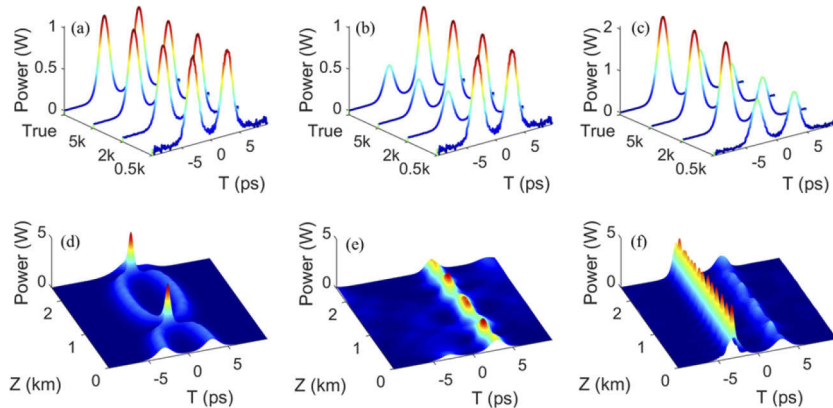 (a)
Power (W)
1
0.5
0
True
5k
2k
0.5k
-5
0
5
T (ps)
(b)
Power (W)
1
0.5
0
True
5k
2k
0.5k
-5
0
5
T (ps)
(c)
Power (W)
2
1
0
True
5k
2k
0.5k
-5
0
5
T (ps)
(d)
Power (W)
5
0
2
1
0
Z (km)
-5
0
5
T (ps)
(e)
Power (W)
5
0
2
1
0
Z (km)
-5
0
5
T (ps)
(f)
Power (W)
5
0
2
1
0
Z (km)
-5
0
5
T (ps)